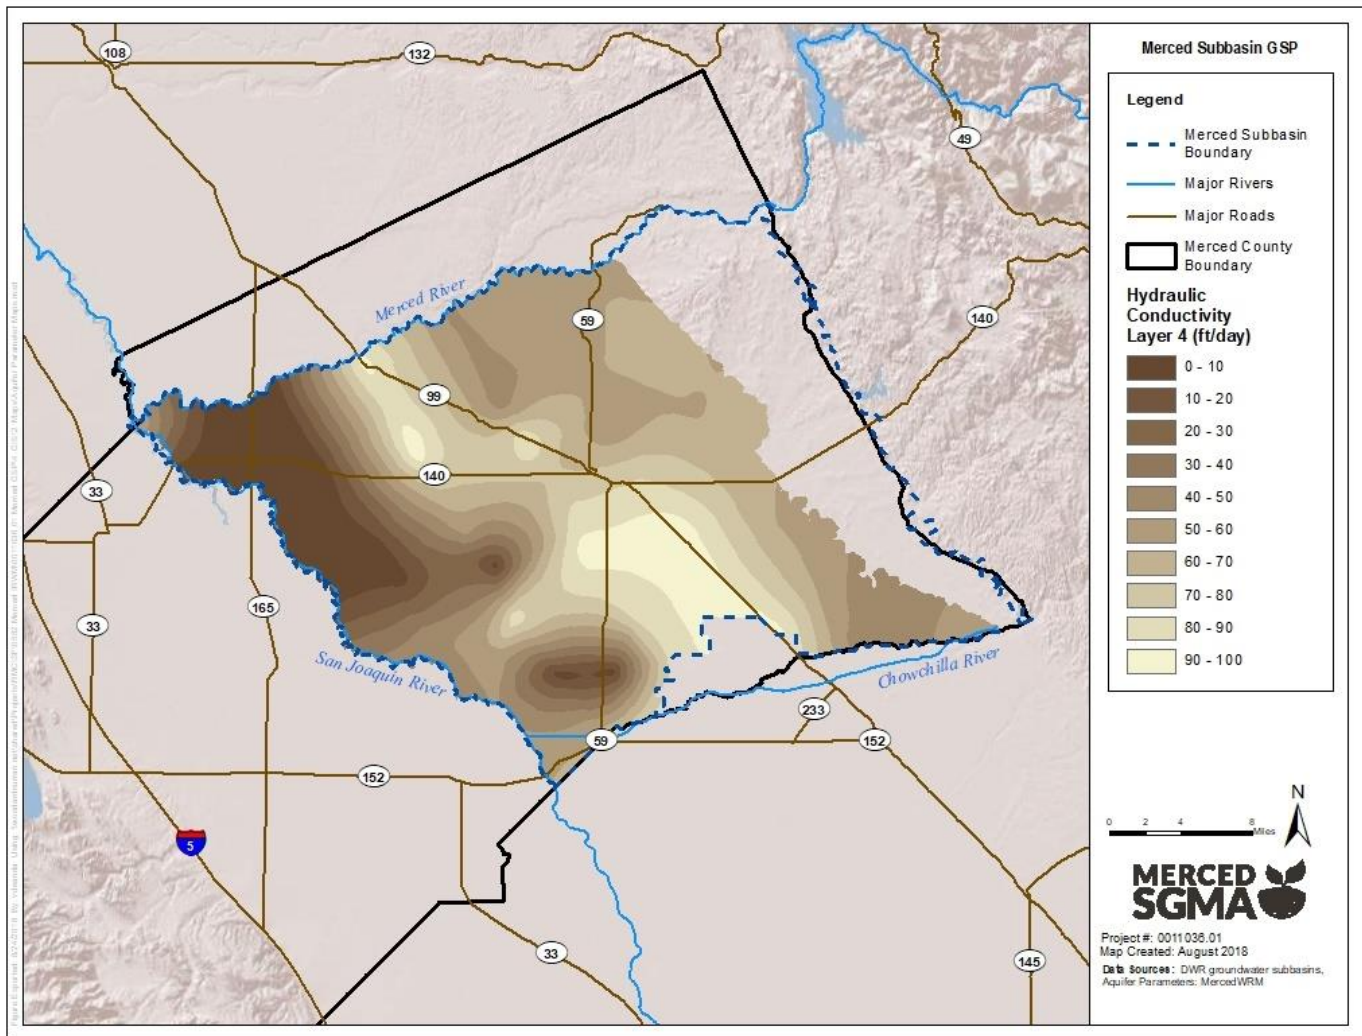 Merced Subbasin GSP
Legend
Merced Subbasin
Boundary
Major Rivers
Major Roads
Merced County
Boundary
Hydraulic
Conductivity
Layer 4 (ft/day)
0 - 10
10 - 20
20 - 30
30 - 40
40 - 50
50 - 60
60 - 70
70 - 80
80 - 90
90 - 100
108
132
49
140
59
Merced River
99
140
33
165
33
San Joaquin River
Chowchilla River
233
59
152
152
5
33
145
N
0 2 4 8
Miles
MERCED
SGMA
Project #: 0011036.01
Map Created: August 2018
Data Sources: DWR groundwater subbasins,
Aquifer Parameters: MercedWRM